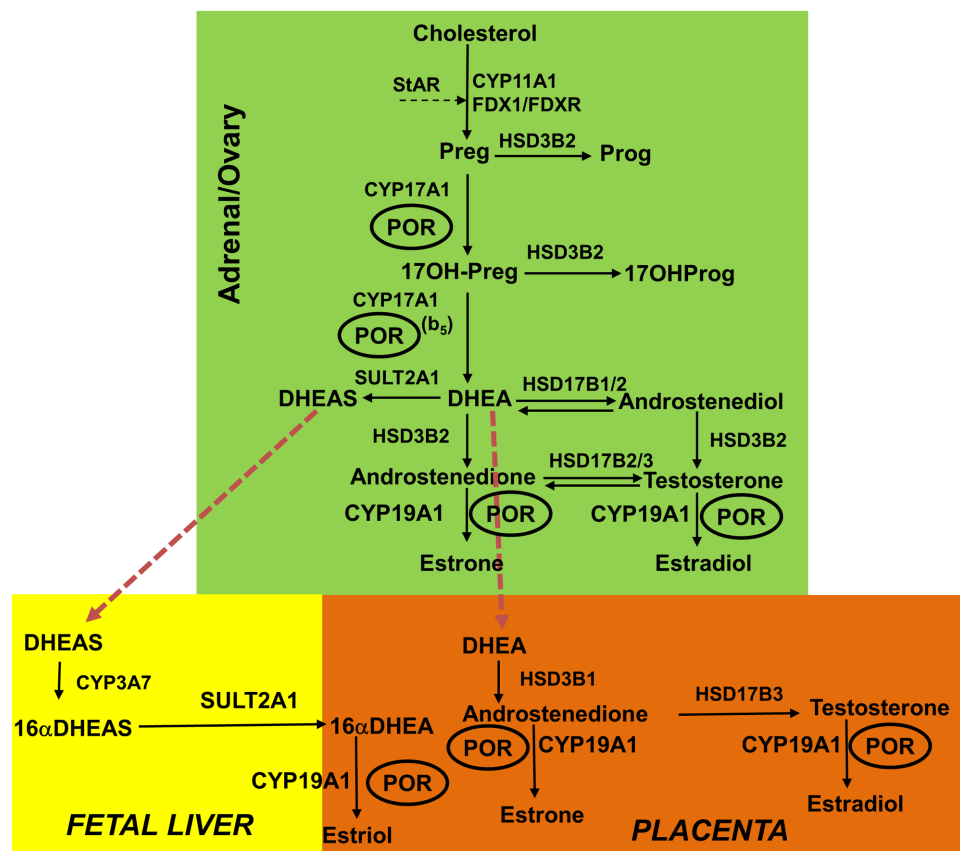 Cholesterol
StAR
CYP11A1
FDX1/FDXR
Adrenal/Ovary
Preg
HSD3B2
Prog
CYP17A1
POR
17OH-Preg
HSD3B2
17OHProg
CYP17A1
POR
(b₅)
DHEAS
SULT2A1
DHEA
HSD17B1/2
Androstenediol
HSD3B2
HSD3B2
Androstenedione
HSD17B2/3
Testosterone
CYP19A1
POR
CYP19A1
POR
Estrone
Estradiol
DHEAS
CYP3A7
16αDHEAS
SULT2A1
16αDHEA
CYP19A1
POR
Estriol
FETAL LIVER
DHEA
HSD3B1
Androstenedione
HSD17B3
Testosterone
POR
CYP19A1
CYP19A1
POR
Estrone
Estradiol
PLACENTA